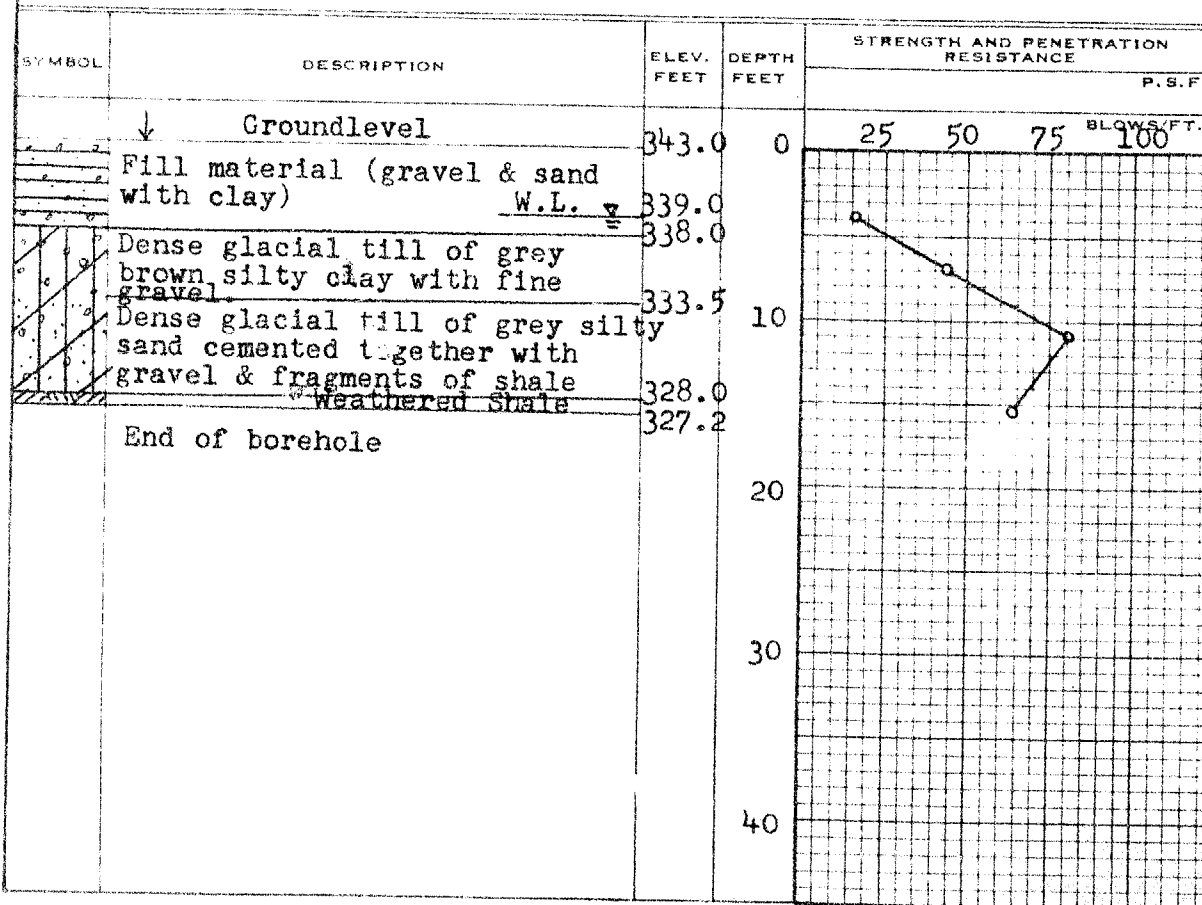 SYMBOL
DESCRIPTION
ELEV. FEET
DEPTH FEET
STRENGTH AND PENETRATION RESISTANCE
P.S.F
BLOWS/FT.
25 50 75 100
Groundlevel 343.0 0
Fill material (gravel & sand
with clay) W.L. 339.0
338.0
Dense glacial till of grey
brown silty clay with fine
gravel.
333.5
10
Dense glacial till of grey silty
sand cemented together with
gravel & fragments of shale
328.0
Weathered Shale
327.2
End of borehole
20
30
40